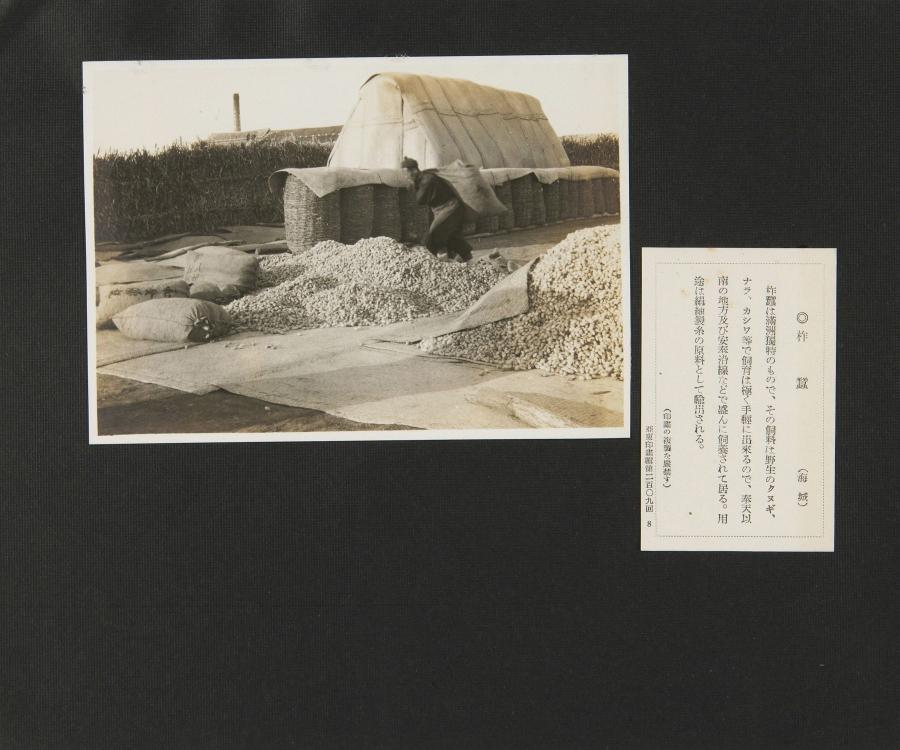 ◎柞蠶 （海城）
柞蠶は滿洲獨特のもので、その飼料は野生のクヌギ、
ナラ、カシワ等で飼育は極く手輕に出來るので、奉天以
南の地方及び安奉沿線などで盛んに飼養されて居る。用
途は絹紬製糸の原料として輸出される。
（印畫の複製を嚴禁す）
亞東印畫輯第二百〇九回 8